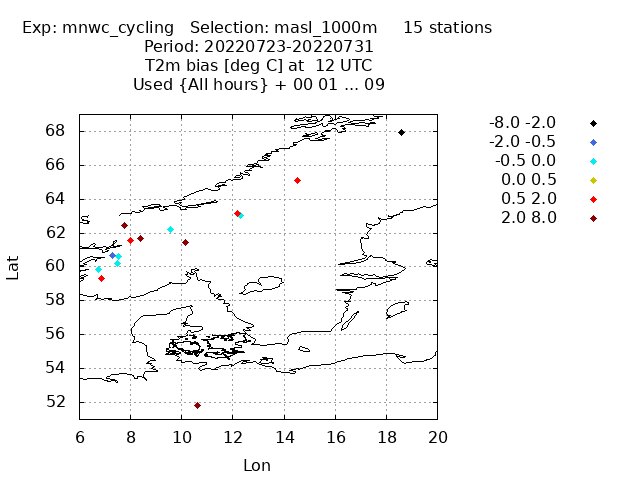 Exp: mnwc_cycling   Selection: masl_1000m     15 stations
Period: 20220723-20220731
T2m bias [deg C] at  12 UTC
Used {All hours} + 00 01 ... 09
68
66
64
62
60
58
56
54
52
6 8 10 12 14 16 18 20
Lat
Lon
-8.0 -2.0
-2.0 -0.5
-0.5 0.0
0.0 0.5
0.5 2.0
2.0 8.0